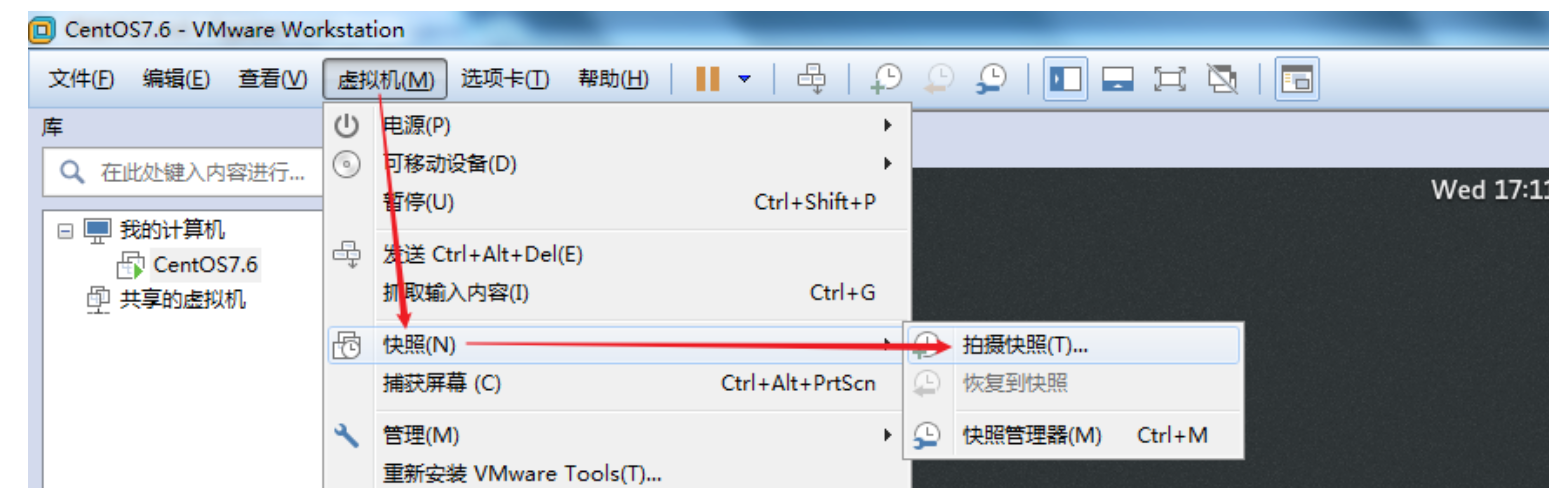 CentOS7.6 - VMware Workstation
文件(F) 编辑(E) 查看(V) 虚拟机(M) 选项卡(T) 帮助(H)
库
在此处键入内容进行...
我的计算机
CentOS7.6
共享的虚拟机
电源(P)
可移动设备(D)
暂停(U) Ctrl+Shift+P
发送 Ctrl+Alt+Del(E)
抓取输入内容(I) Ctrl+G
快照(N)
捕获屏幕 (C) Ctrl+Alt+PrtScn
管理(M)
重新安装 VMware Tools(T)...
拍摄快照(T)...
恢复到快照
快照管理器(M) Ctrl+M
Wed 17:11